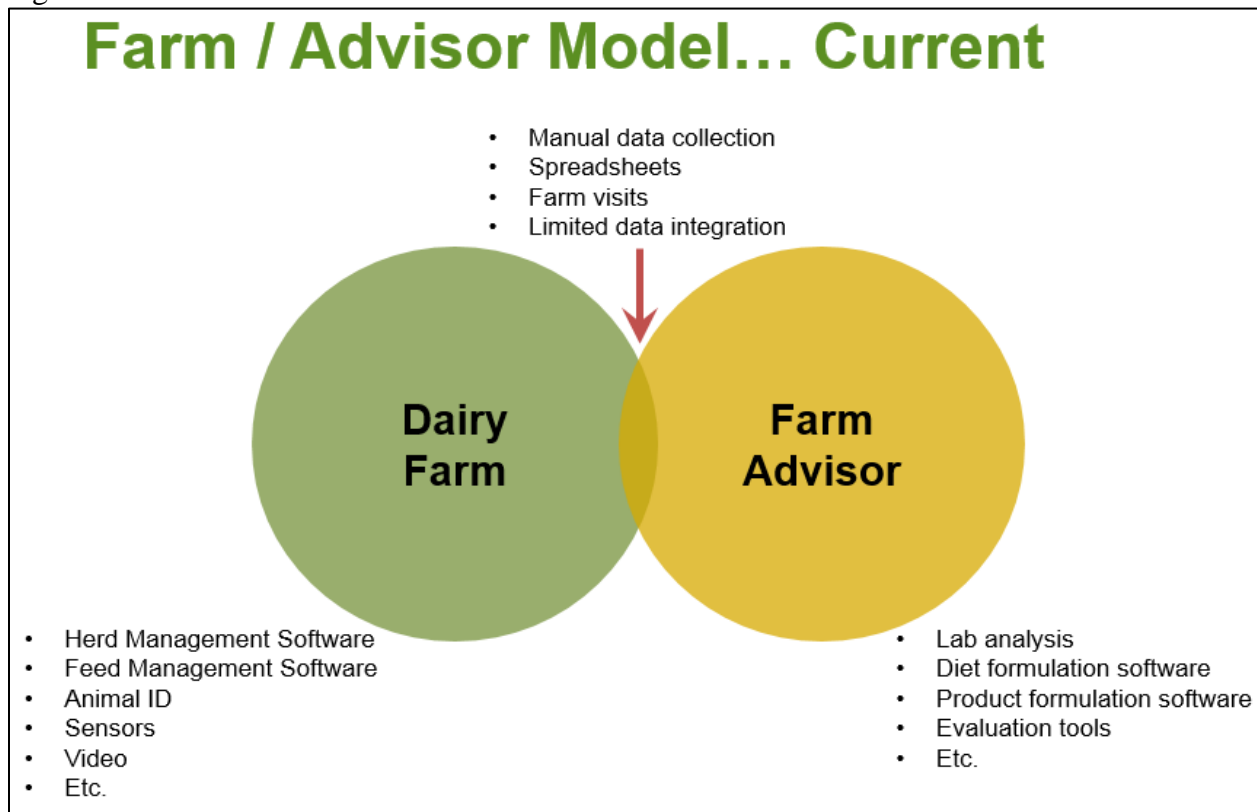 Farm / Advisor Model... Current
• Manual data collection
• Spreadsheets
• Farm visits
• Limited data integration
Dairy
Farm
Farm
Advisor
• Herd Management Software
• Feed Management Software
• Animal ID
• Sensors
• Video
• Etc.
• Lab analysis
• Diet formulation software
• Product formulation software
• Evaluation tools
• Etc.